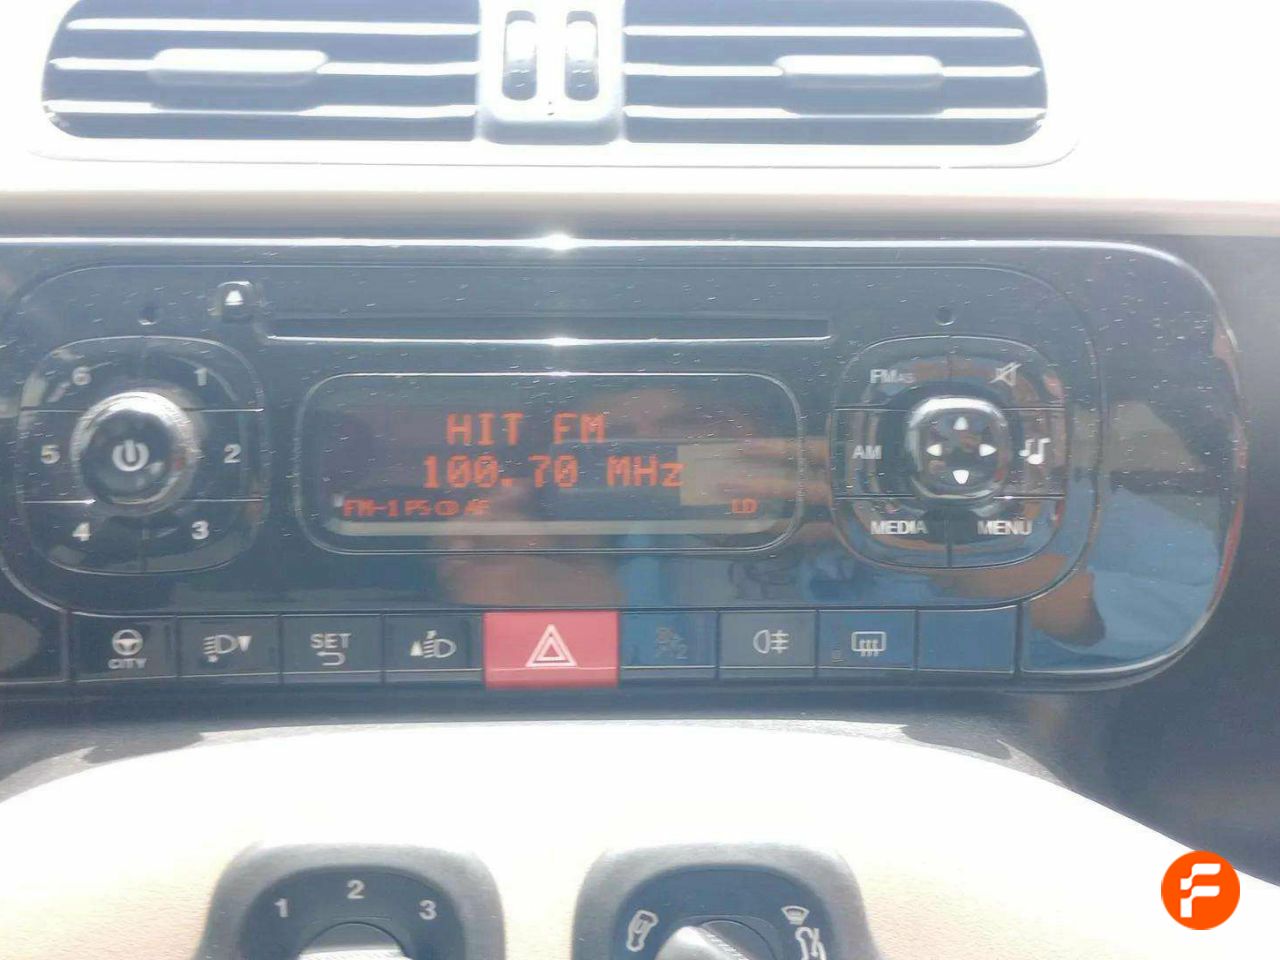 6
1
FMAS
HIT FM
5
2
100.70 MHz
AM
FM-1 PS CD AF
LD
4
3
MEDIA
MENU
CITY
SET
1
2
3